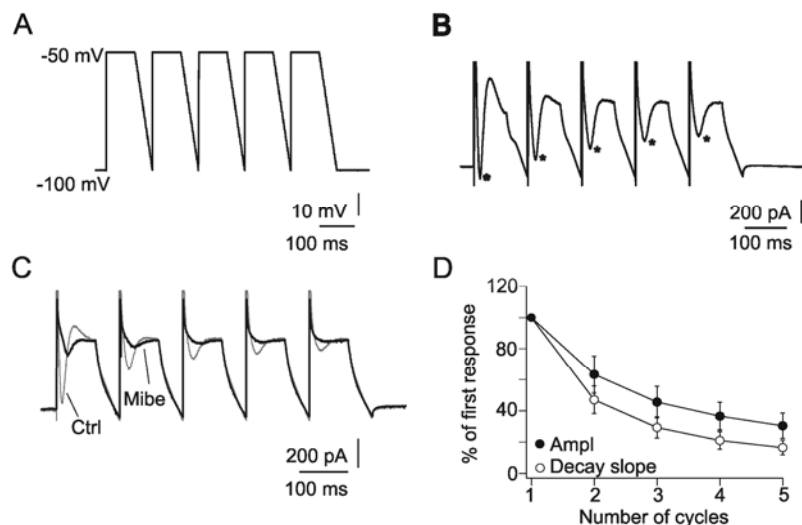 A
-50 mV
-100 mV
10 mV
100 ms
B
*
*
*
*
*
200 pA
100 ms
C
Ctrl
Mibe
200 pA
100 ms
D
% of first response
120
80
40
0
Ampl
Decay slope
1 2 3 4 5
Number of cycles